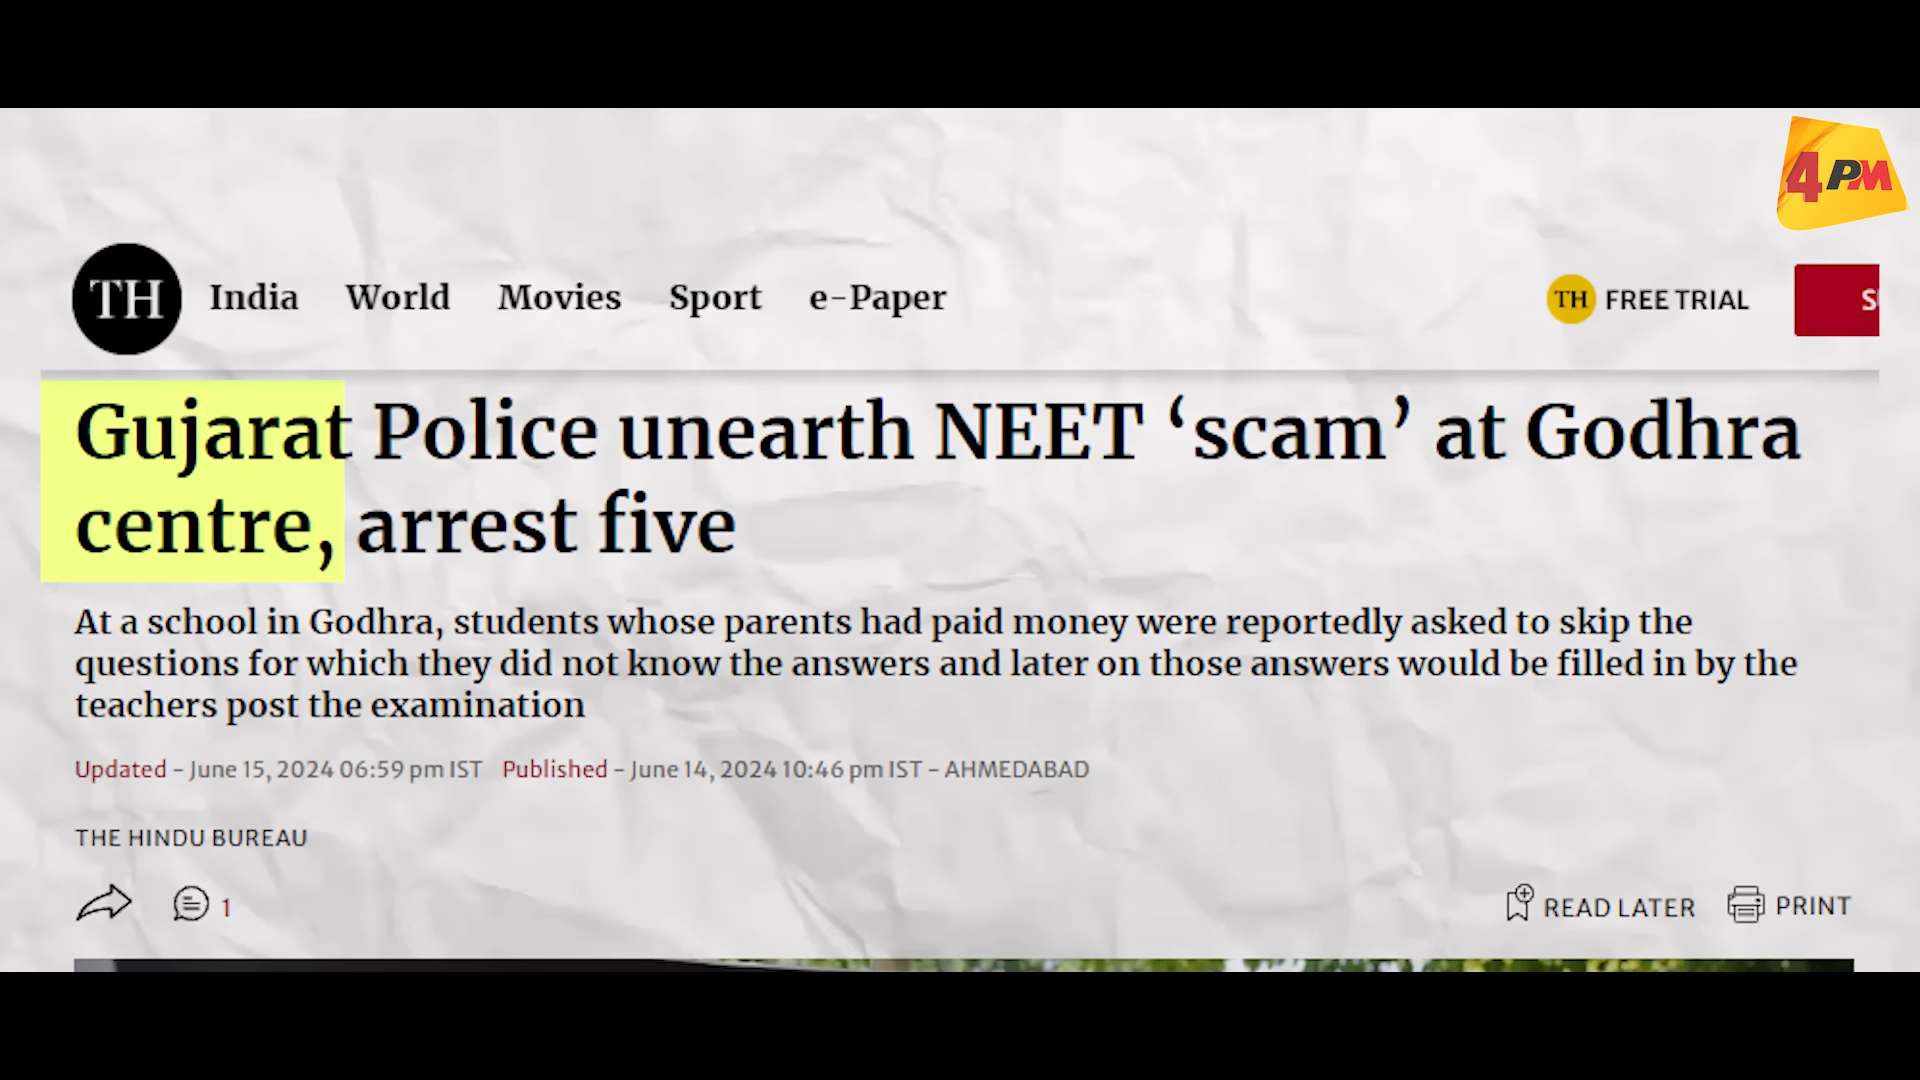 4PM
TH India World Movies Sport e-Paper TH FREE TRIAL
Gujarat Police unearth NEET ‘scam’ at Godhra
centre, arrest five
At a school in Godhra, students whose parents had paid money were reportedly asked to skip the
questions for which they did not know the answers and later on those answers would be filled in by the
teachers post the examination
Updated - June 15, 2024 06:59 pm IST Published - June 14, 2024 10:46 pm IST - AHMEDABAD
THE HINDU BUREAU
1 READ LATER PRINT